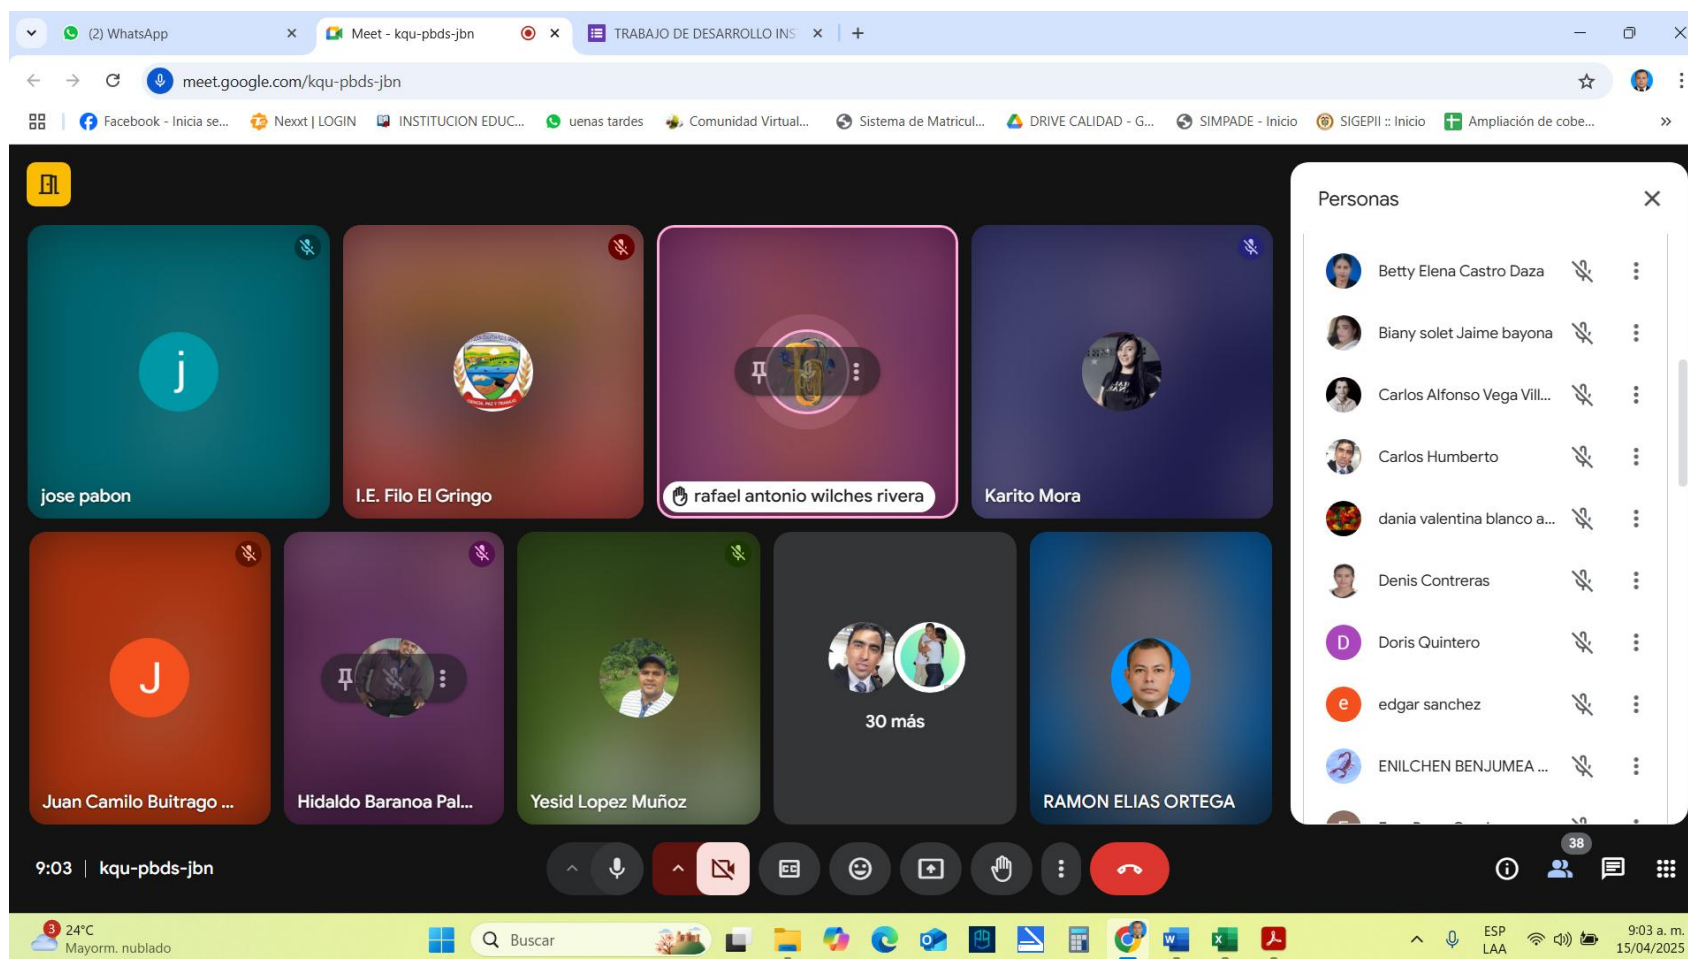 (2) WhatsApp
Meet - kqu-pbds-jbn
TRABAJO DE DESARROLLO INS
meet.google.com/kqu-pbds-jbn
Facebook - Inicia se...
Nexxt | LOGIN
INSTITUCION EDUC...
uenas tardes
Comunidad Virtual...
Sistema de Matricul...
DRIVE CALIDAD - G...
SIMPADE - Inicio
SIGEPII :: Inicio
Ampliación de cobe...
»
Personas
j
jose pabon
I.E. Filo El Gringo
rafael antonio wilches rivera
Karito Mora
J
Juan Camilo Buitrago ...
Hidaldo Baranoa Pal...
Yesid Lopez Muñoz
30 más
RAMON ELIAS ORTEGA
Betty Elena Castro Daza
Biany solet Jaime bayona
Carlos Alfonso Vega Vill...
Carlos Humberto
dania valentina blanco a...
Denis Contreras
D
Doris Quintero
e
edgar sanchez
ENILCHEN BENJUMEA ...
9:03 | kqu-pbds-jbn
CC
38
3
24°C
Mayorm. nublado
Buscar
ESP
LAA
9:03 a. m.
15/04/2025